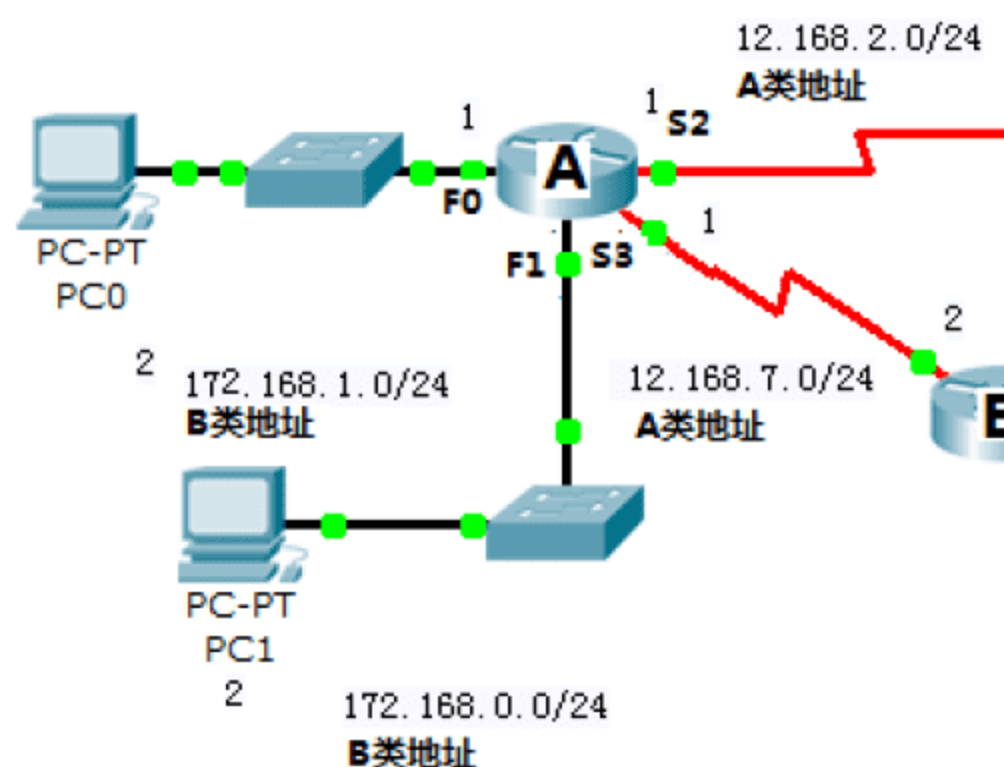 12.168.2.0/24
A类地址
1
1
S2
A
F0
1
F1
S3
PC-PT
PC0
2
2
172.168.1.0/24
B类地址
12.168.7.0/24
A类地址
PC-PT
PC1
2
172.168.0.0/24
B类地址